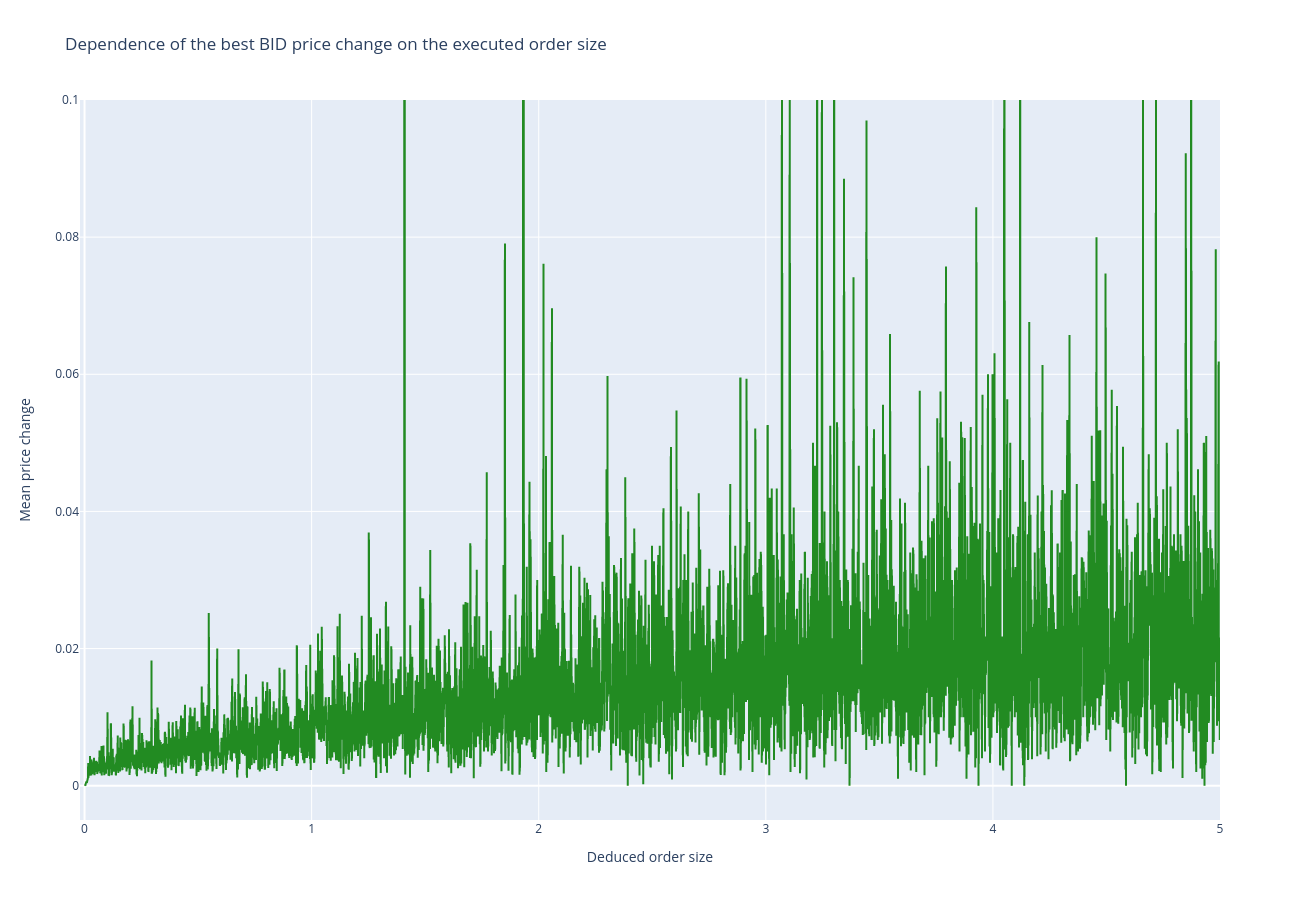 Dependence of the best BID price change on the executed order size
0.1
0.08
0.06
0.04
0.02
0
Mean price change
0 1 2 3 4 5
Deduced order size